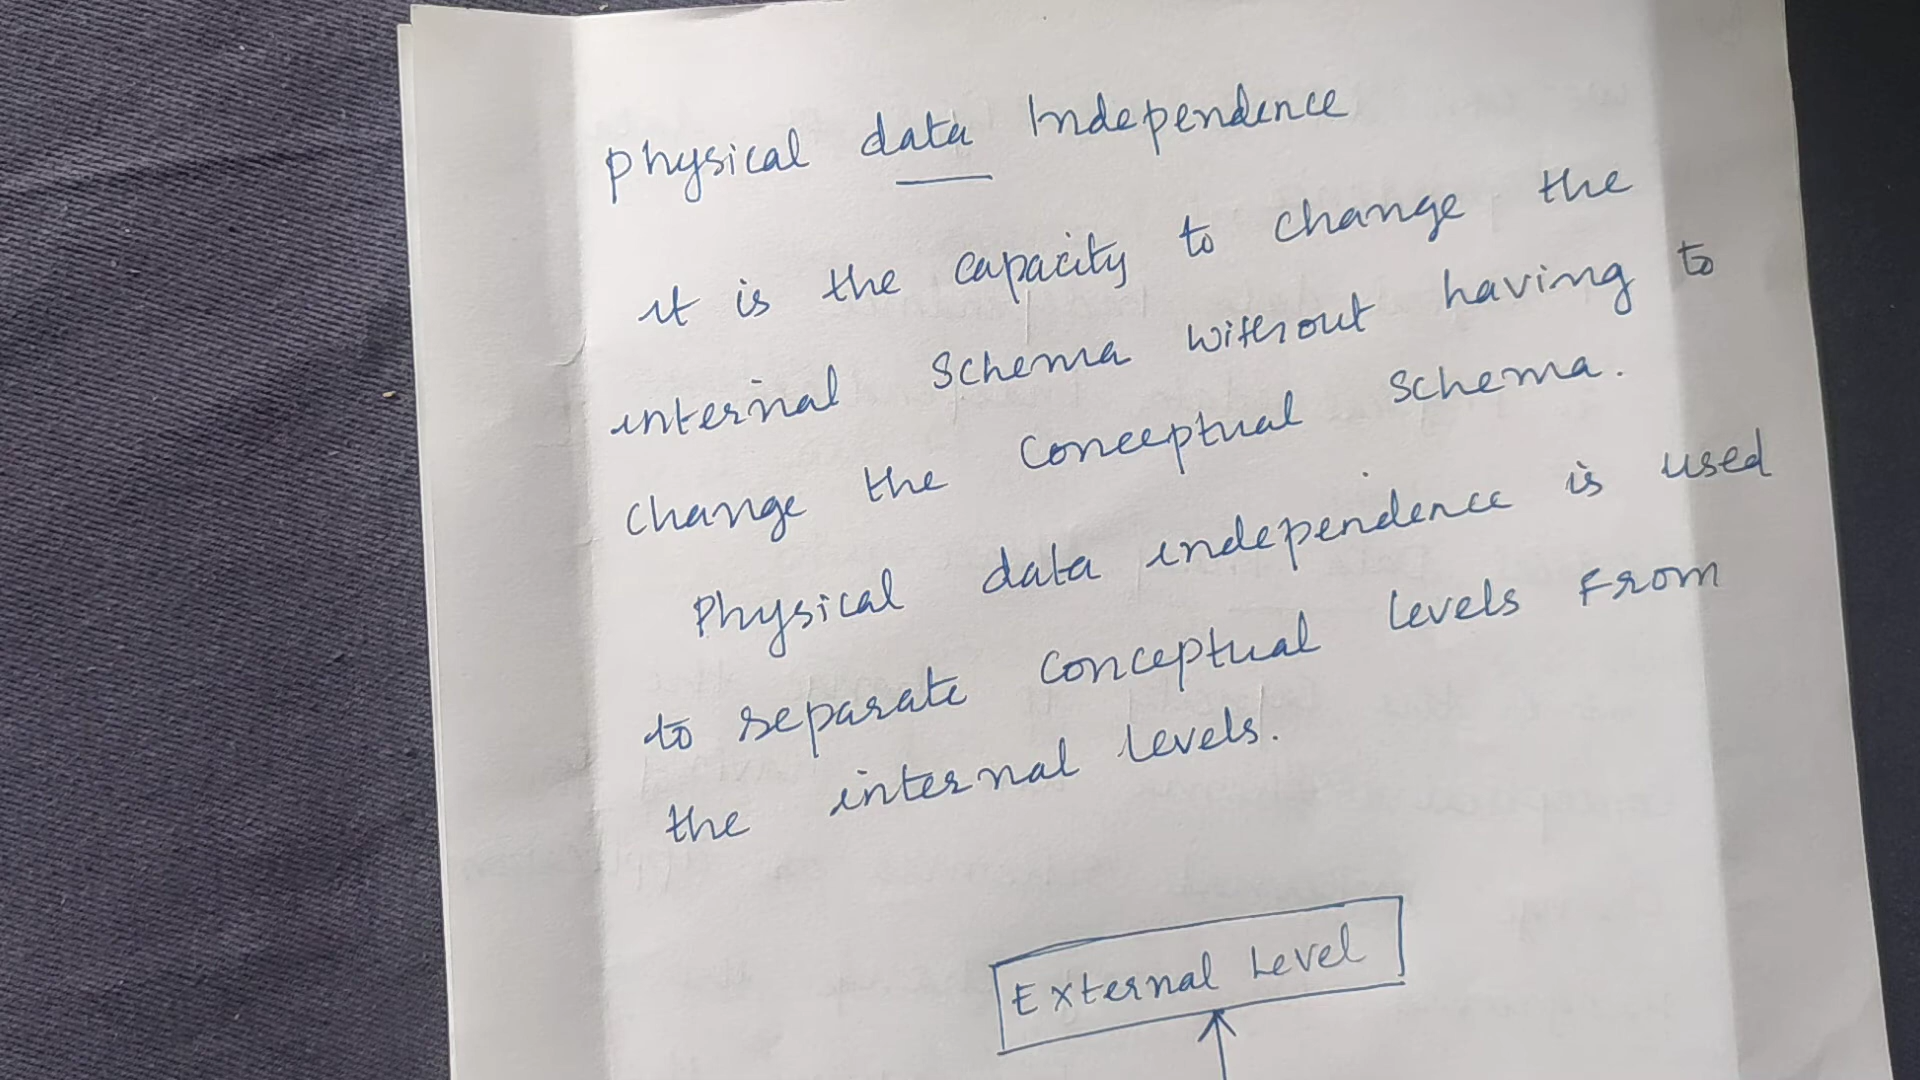 physical data Independence
it is the capacity to change the
internal Schema without having to
change the Conceptual Schema.
Physical data independence is used
to separate conceptual levels from
the internal levels.
External Level